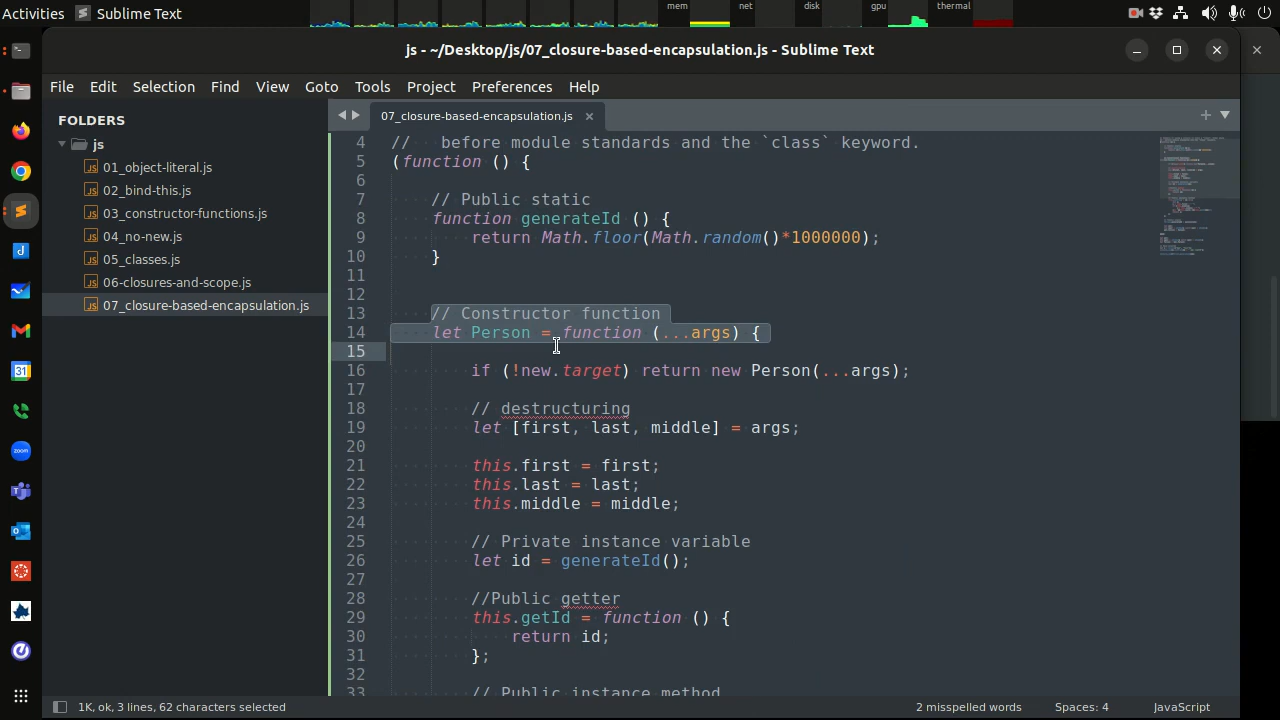 Activities
Sublime Text
mem
net
disk
gpu
thermal
js - ~/Desktop/js/07_closure-based-encapsulation.js - Sublime Text
File Edit Selection Find View Goto Tools Project Preferences Help
FOLDERS
js
01_object-literal.js
02_bind-this.js
03_constructor-functions.js
04_no-new.js
05_classes.js
06-closures-and-scope.js
07_closure-based-encapsulation.js
07_closure-based-encapsulation.js
4 //   before module standards and the `class` keyword.
5 (function () {
6
7 // Public static
8 function generateId () {
9 return Math.floor(Math.random()*1000000);
10 }
11
12
13 // Constructor function
14 let Person = function (...args) {
15
16 if (!new.target) return new Person(...args);
17
18 // destructuring
19 let [first, last, middle] = args;
20
21 this.first = first;
22 this.last = last;
23 this.middle = middle;
24
25 // Private instance variable
26 let id = generateId();
27
28 //Public getter
29 this.getId = function () {
30 return id;
31 };
32
33 // Public instance method
1K, ok, 3 lines, 62 characters selected
2 misspelled words
Spaces: 4
JavaScript